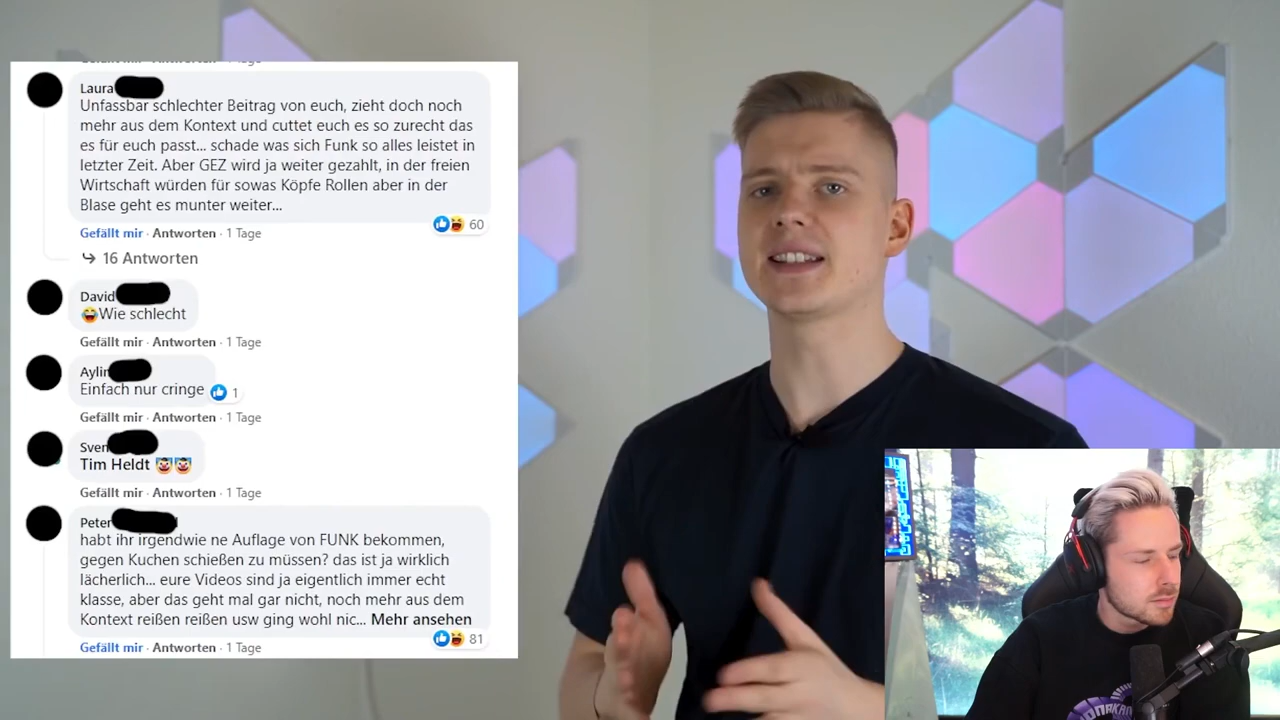 Gefällt mir · Antworten · 1 Tage
Laura
Unfassbar schlechter Beitrag von euch, zieht doch noch
mehr aus dem Kontext und cuttet euch es so zurecht das
es für euch passt... schade was sich Funk so alles leistet in
letzter Zeit. Aber GEZ wird ja weiter gezahlt, in der freien
Wirtschaft würden für sowas Köpfe Rollen aber in der
Blase geht es munter weiter...
60
Gefällt mir · Antworten · 1 Tage
16 Antworten
David
Wie schlecht
Gefällt mir · Antworten · 1 Tage
Aylin
Einfach nur cringe
1
Gefällt mir · Antworten · 1 Tage
Sven
Tim Heldt
Gefällt mir · Antworten · 1 Tage
Peter
habt ihr irgendwie ne Auflage von FUNK bekommen,
gegen Kuchen schießen zu müssen? das ist ja wirklich
lächerlich... eure Videos sind ja eigentlich immer echt
klasse, aber das geht mal gar nicht, noch mehr aus dem
Kontext reißen reißen usw ging wohl nic... Mehr ansehen
81
Gefällt mir · Antworten · 1 Tage